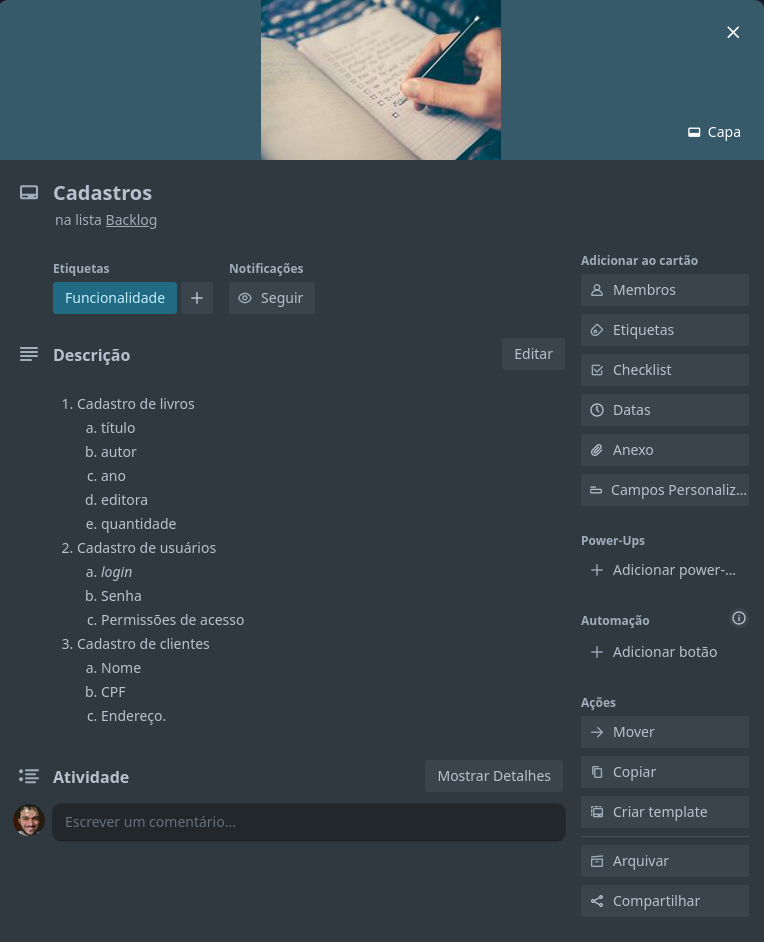 Capa
Cadastros
na lista Backlog
Etiquetas
Funcionalidade
Notificações
Seguir
Descrição
Editar
1. Cadastro de livros
a. título
b. autor
c. ano
d. editora
e. quantidade
2. Cadastro de usuários
a. login
b. Senha
c. Permissões de acesso
3. Cadastro de clientes
a. Nome
b. CPF
c. Endereço.
Atividade
Mostrar Detalhes
Escrever um comentário...
Adicionar ao cartão
Membros
Etiquetas
Checklist
Datas
Anexo
Campos Personaliz...
Power-Ups
Adicionar power-...
Automação
Adicionar botão
Ações
Mover
Copiar
Criar template
Arquivar
Compartilhar